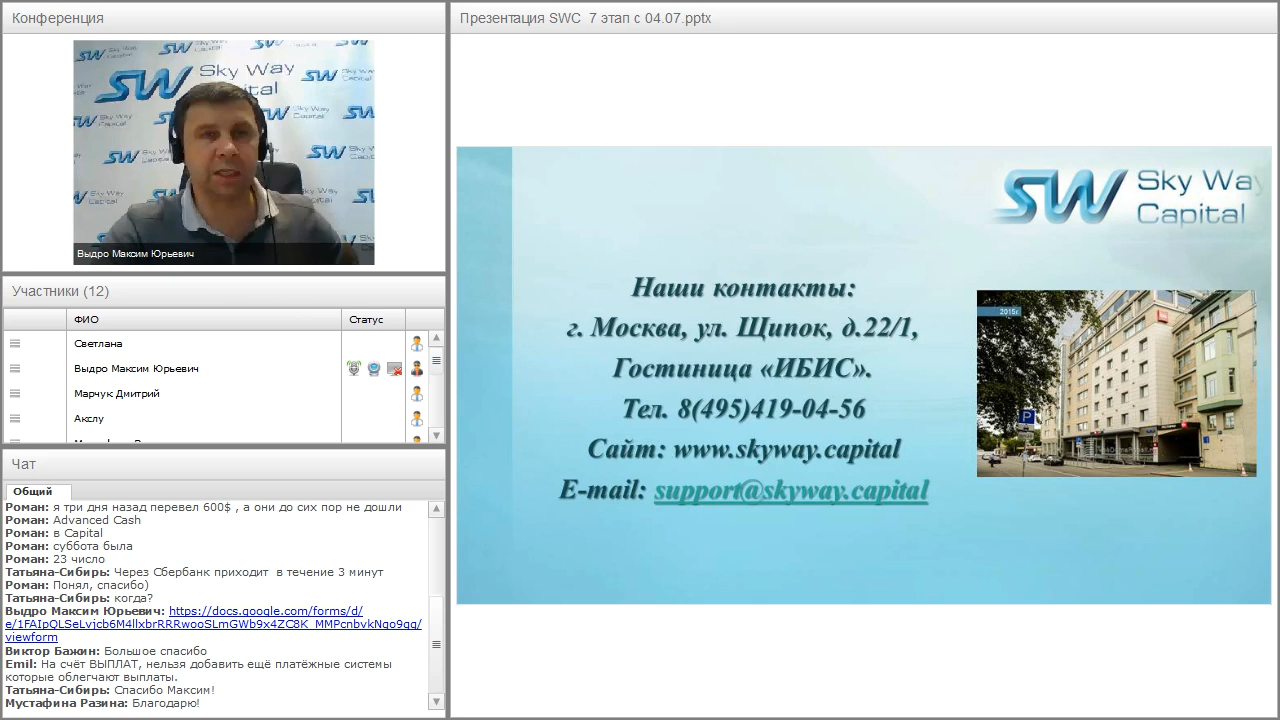 Конференция
Sky Way
Capital
Выдро Максим Юрьевич
Участники (12)
ФИО
Статус
Светлана
Выдро Максим Юрьевич
Марчук Дмитрий
Акслу
Чат
Общий
Роман: я три дня назад перевел 600$ , а они до сих пор не дошли
Роман: Advanced Cash
Роман: в Capital
Роман: суббота была
Роман: 23 число
Татьяна-Сибирь: Через Сбербанк приходит в течение 3 минут
Роман: Понял, спасибо)
Татьяна-Сибирь: когда?
Выдро Максим Юрьевич: https://docs.google.com/forms/d/
e/1FAIpQLSeLvjcb6M4llxbrRRRwooSLmGWb9x4ZC8K_MMPcnbvkNqo9gg/
viewform
Виктор Бажин: Большое спасибо
Emil: На счёт ВЫПЛАТ, нельзя добавить ещё платёжные системы
которые облегчают выплаты.
Татьяна-Сибирь: Спасибо Максим!
Мустафина Разина: Благодарю!
Презентация SWC 7 этап с 04.07.pptx
SW Sky Way
Capital
Наши контакты:
г. Москва, ул. Щипок, д.22/1,
Гостиница «ИБИС».
Тел. 8(495)419-04-56
Сайт: www.skyway.capital
E-mail: support@skyway.capital
2015г.
P